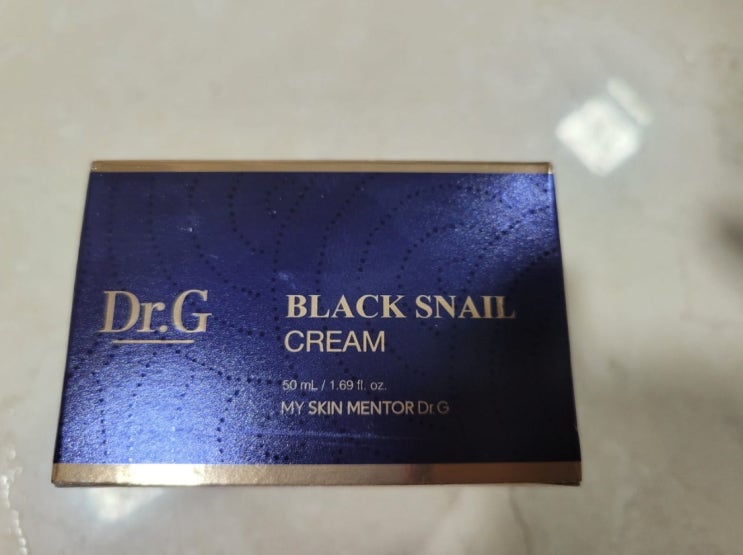 Dr.G
BLACK SNAIL
CREAM
50 mL / 1.69 fl. oz.
MY SKIN MENTOR Dr.G